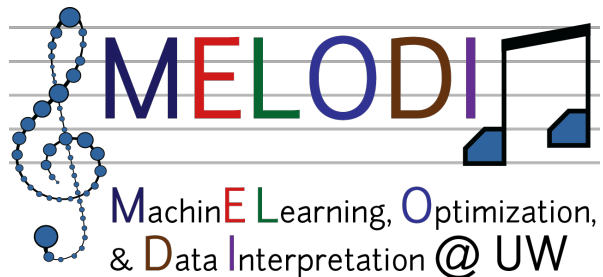 MELODI
MachinE Learning, Optimization,
& Data Interpretation @ UW